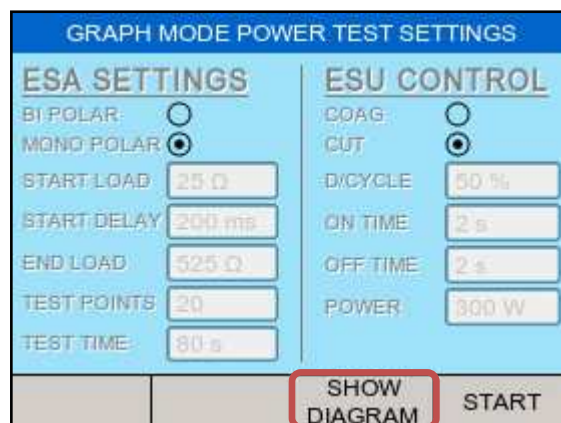 GRAPH MODE POWER TEST SETTINGS
ESA SETTINGS
BI POLAR
MONO POLAR
START LOAD 25 Ω
START DELAY 200 ms
END LOAD 525 Ω
TEST POINTS 20
TEST TIME 80 s
ESU CONTROL
COAG
CUT
D/CYCLE 50 %
ON TIME 2 s
OFF TIME 2 s
POWER 300 W
SHOW
DIAGRAM
START